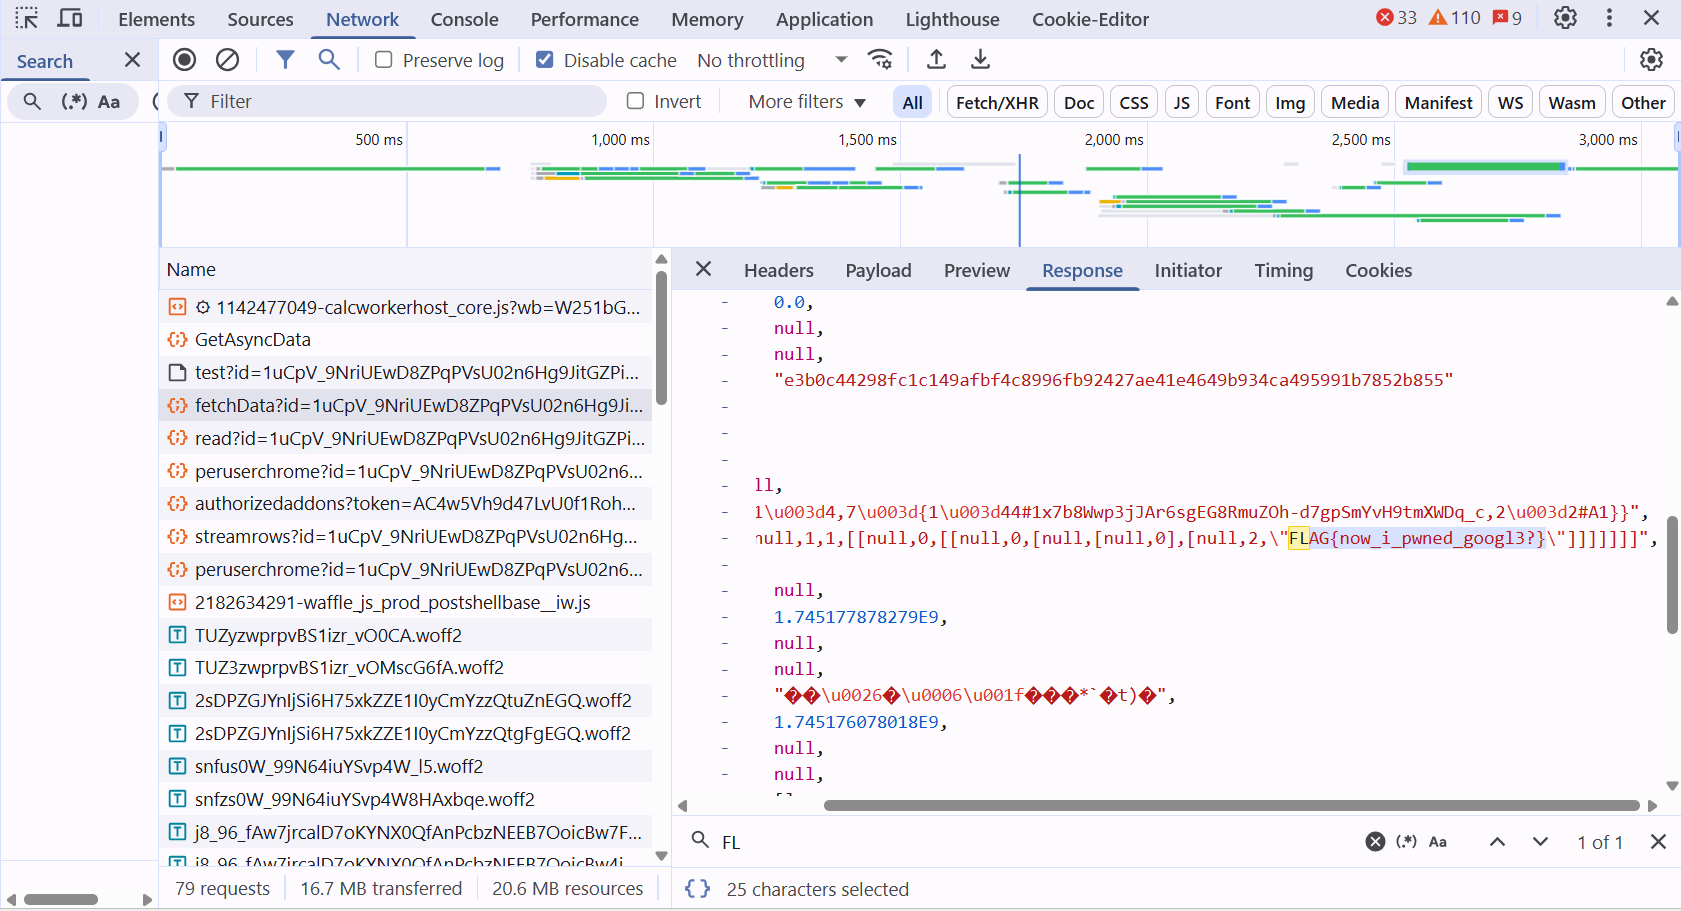 Elements Sources Network Console Performance Memory Application Lighthouse Cookie-Editor 33 110 9
Search Preserve log Disable cache No throttling
(.*) Aa Filter Invert More filters All Fetch/XHR Doc CSS JS Font Img Media Manifest WS Wasm Other
500 ms 1,000 ms 1,500 ms 2,000 ms 2,500 ms 3,000 ms
Name
1142477049-calcworkerhost_core.js?wb=W251bG...
GetAsyncData
test?id=1uCpV_9NriUEwD8ZPqPVsU02n6Hg9JitGZPi...
fetchData?id=1uCpV_9NriUEwD8ZPqPVsU02n6Hg9Ji...
read?id=1uCpV_9NriUEwD8ZPqPVsU02n6Hg9JitGZPi...
peruserchrome?id=1uCpV_9NriUEwD8ZPqPVsU02n6...
authorizedaddons?token=AC4w5Vh9d47LvU0f1Roh...
streamrows?id=1uCpV_9NriUEwD8ZPqPVsU02n6Hg...
peruserchrome?id=1uCpV_9NriUEwD8ZPqPVsU02n6...
2182634291-waffle_js_prod_postshellbase__iw.js
TUZyzwprpvBS1izr_vO0CA.woff2
TUZ3zwprpvBS1izr_vOMscG6fA.woff2
2sDPZGJYnIjSi6H75xkZZE1I0yCmYzzQtuZnEGQ.woff2
2sDPZGJYnIjSi6H75xkZZE1I0yCmYzzQtgFgEGQ.woff2
snfus0W_99N64iuYSvp4W_l5.woff2
snfzs0W_99N64iuYSvp4W8HAxbqe.woff2
j8_96_fAw7jrcalD7oKYNX0QfAnPcbzNEEB7OoicBw7F...
j8_96_fAw7jrcalD7oKYNX0QfAnPcbzNEEB7OoicBw4i
79 requests 16.7 MB transferred 20.6 MB resources
Headers Payload Preview Response Initiator Timing Cookies
- 0.0,
- null,
- null,
- "e3b0c44298fc1c149afbf4c8996fb92427ae41e4649b934ca495991b7852b855"
-
-
-
- ll,
- 1\u003d4,7\u003d{1\u003d44#1x7b8Wwp3jJAr6sgEG8RmuZOh-d7gpSmYvH9tmXWDq_c,2\u003d2#A1}}",
- null,1,1,[[null,0,[[null,0,[null,[null,0],[null,2,\"FLAG{now_i_pwned_googl3?}\"]]]]]]]",
-
- null,
- 1.745177878279E9,
- null,
- null,
- "��\u0026�\u0006\u001f���*`�t)�",
- 1.745176078018E9,
- null,
- null,
FL (.*) Aa 1 of 1
{} 25 characters selected